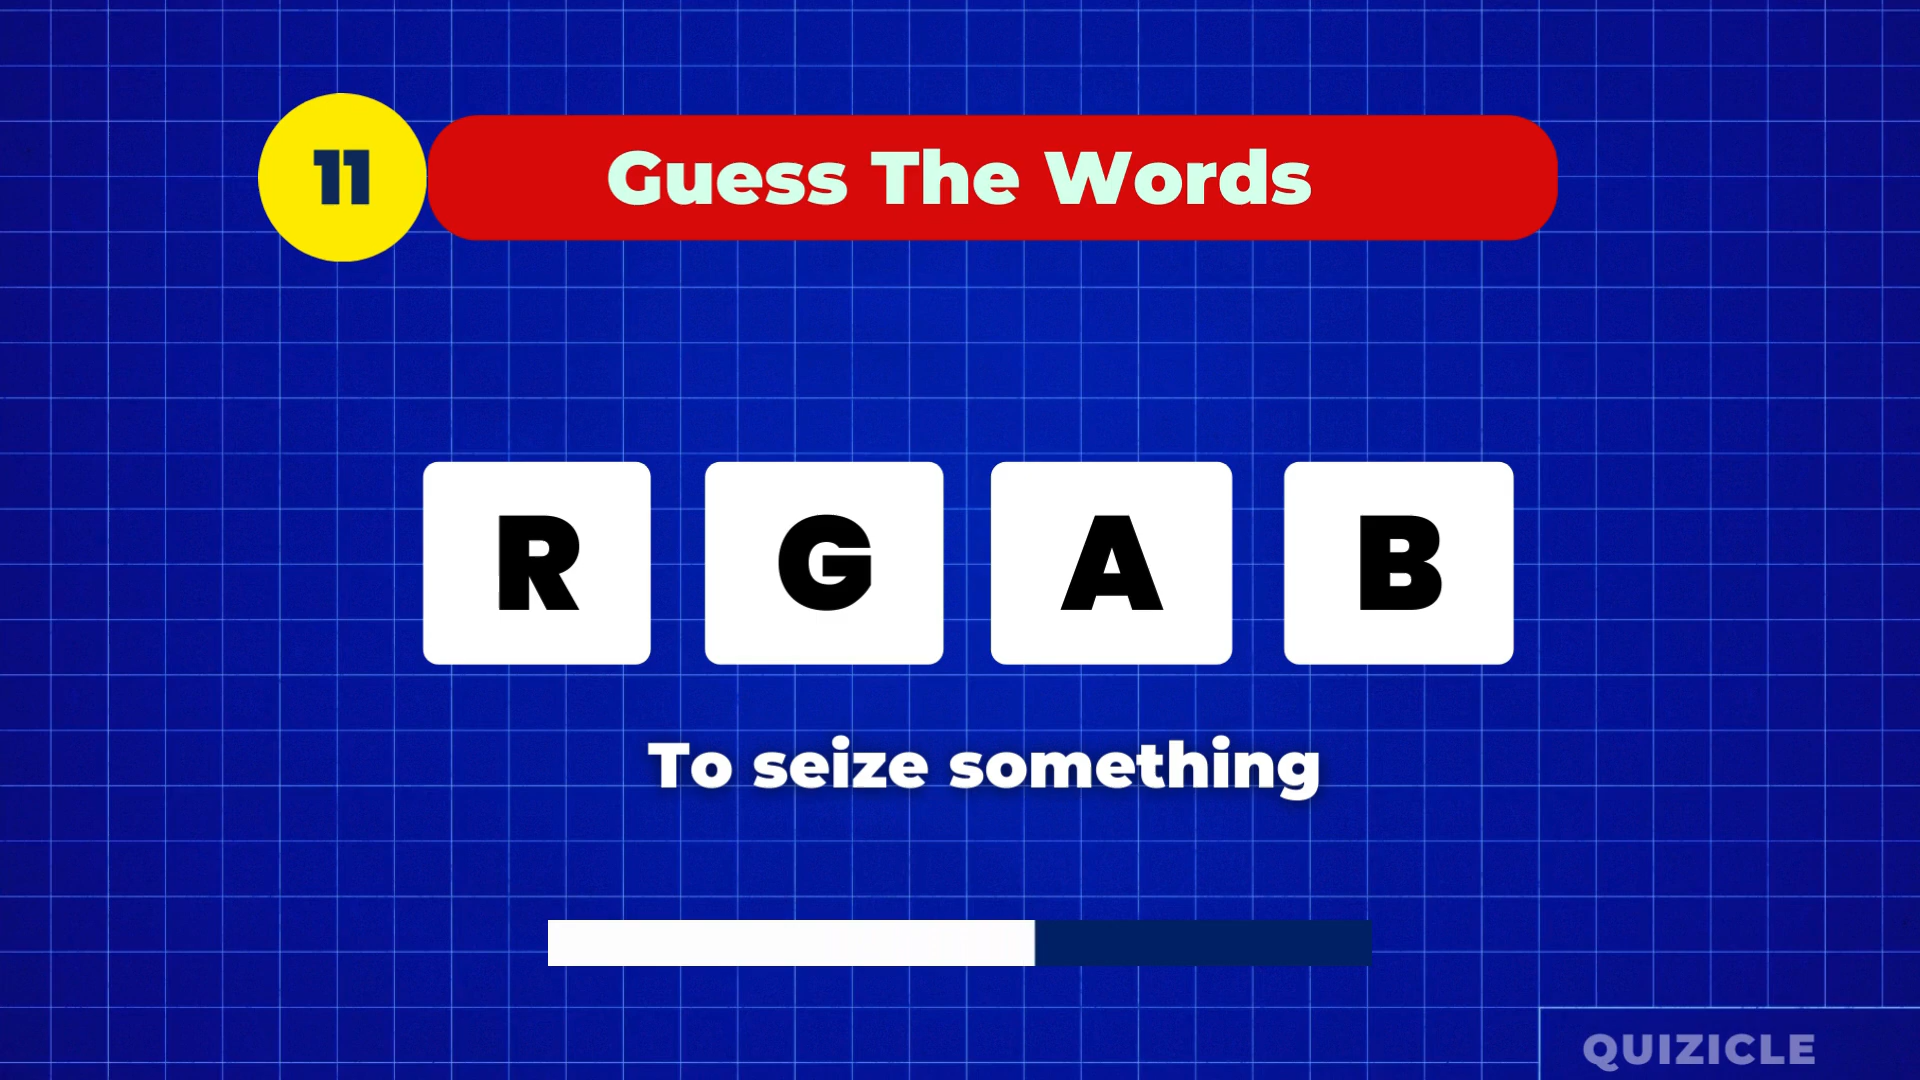 11
Guess The Words
R G A B
To seize something
QUIZICLE